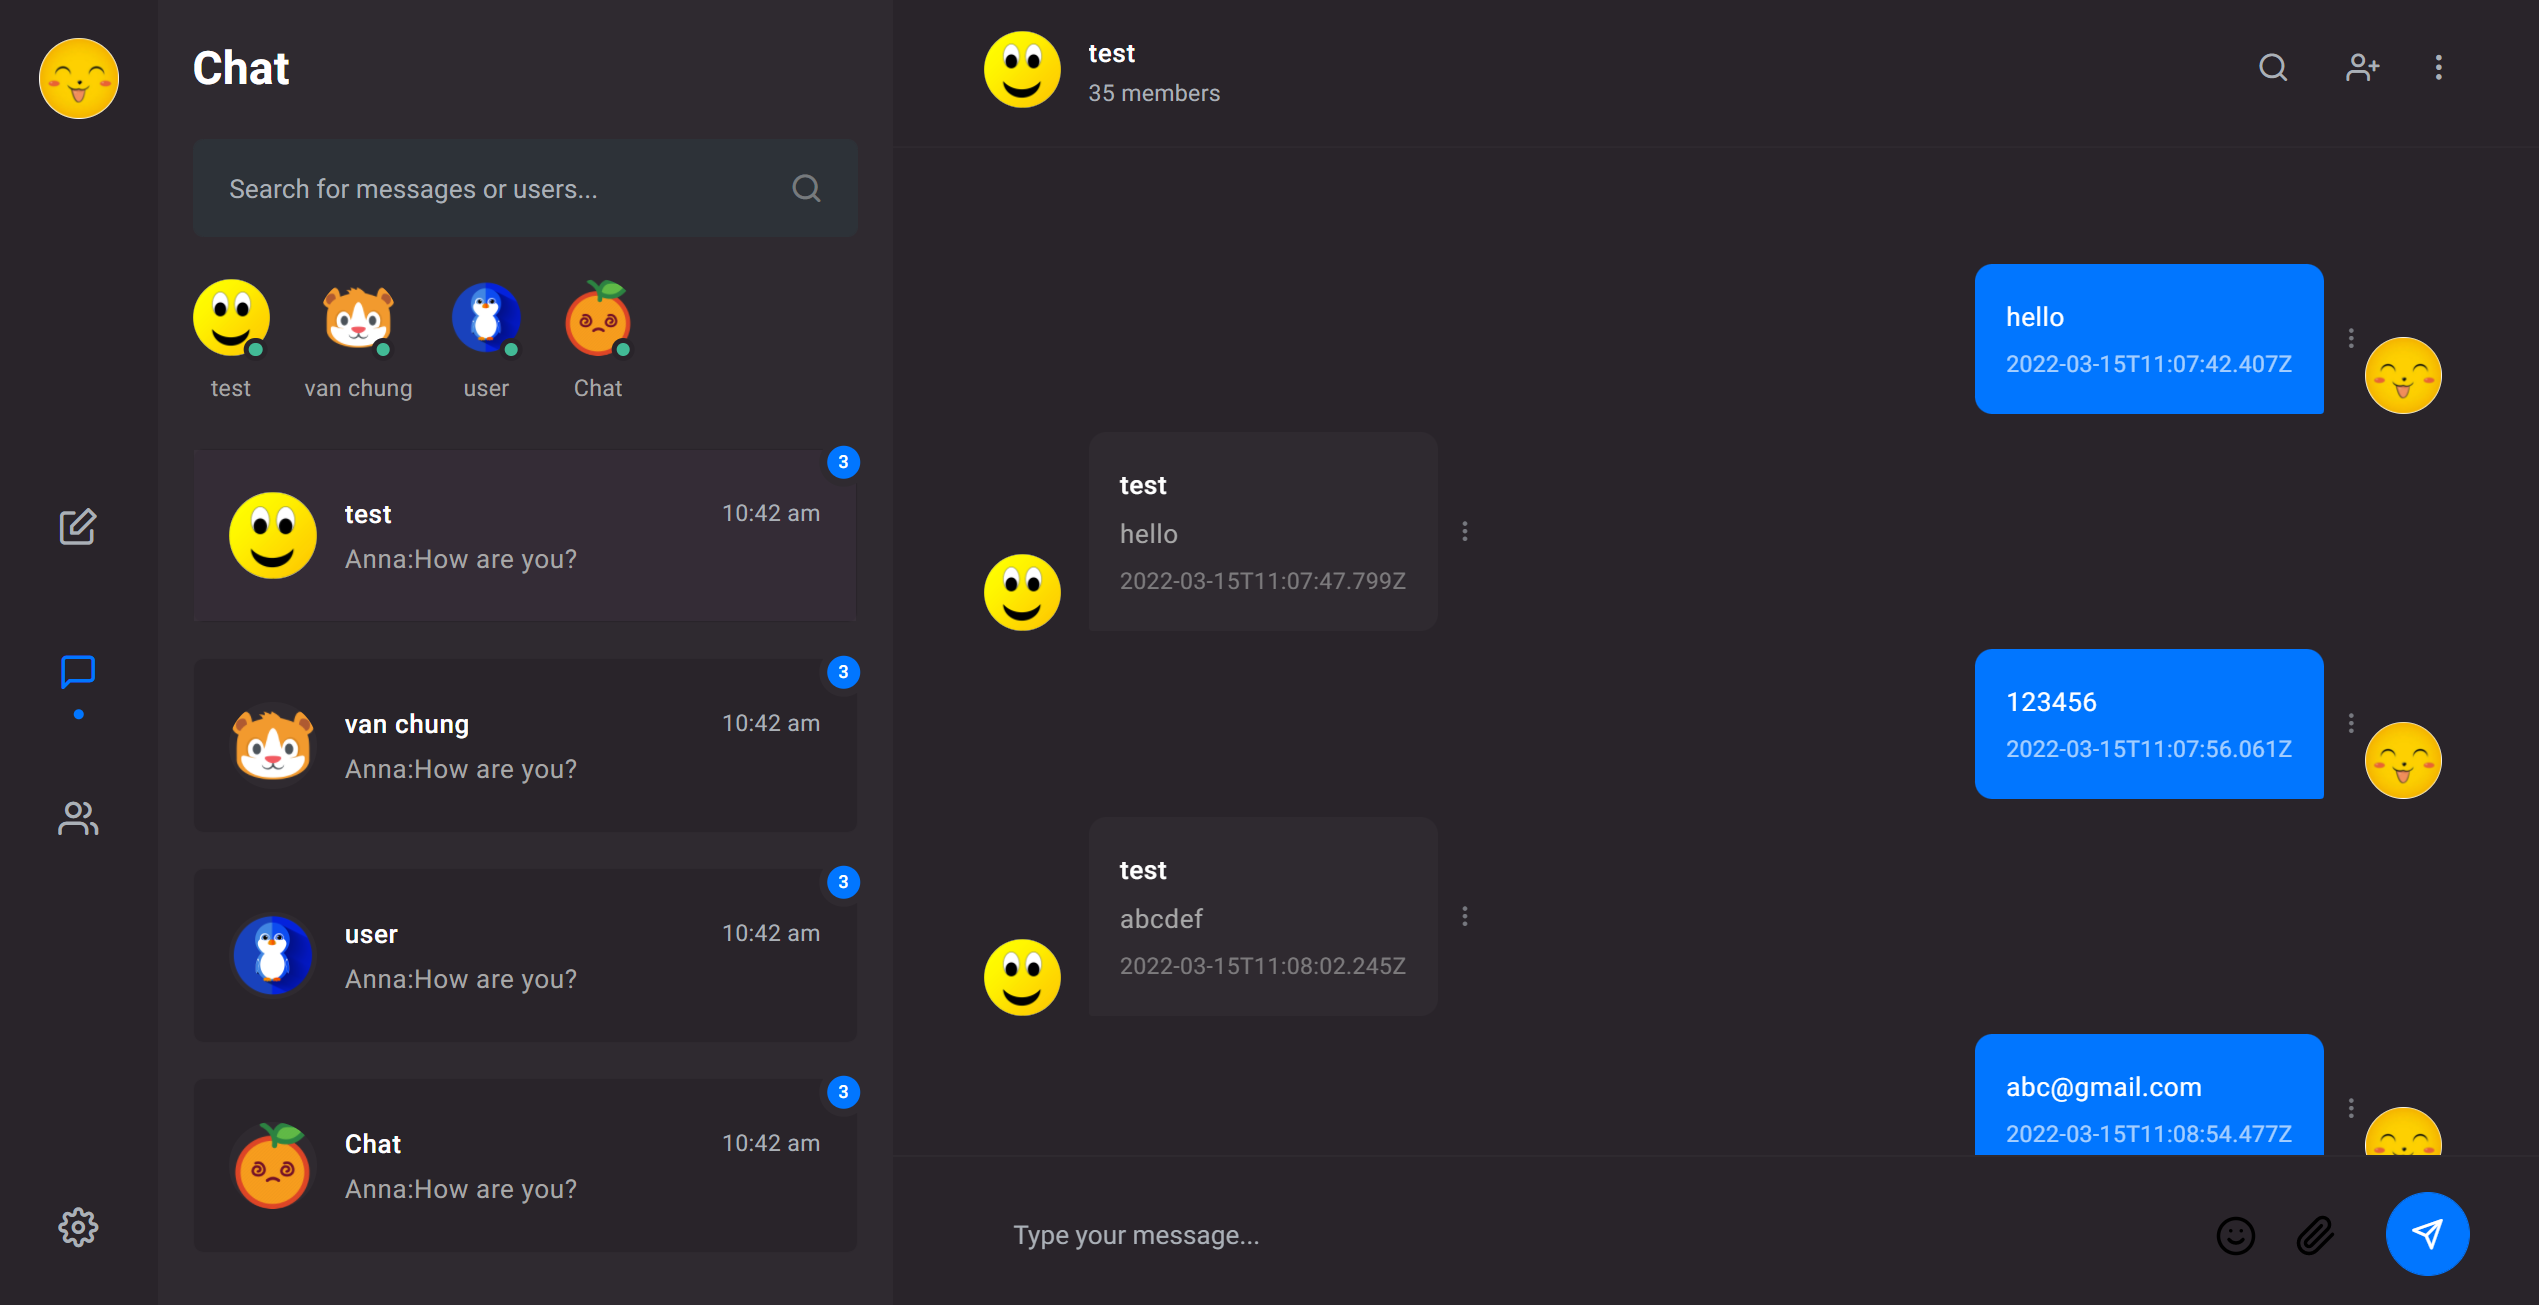 Chat
Search for messages or users...
test
van chung
user
Chat
3
test
10:42 am
Anna:How are you?
3
van chung
10:42 am
Anna:How are you?
3
user
10:42 am
Anna:How are you?
3
Chat
10:42 am
Anna:How are you?
test
35 members
hello
2022-03-15T11:07:42.407Z
test
hello
2022-03-15T11:07:47.799Z
123456
2022-03-15T11:07:56.061Z
test
abcdef
2022-03-15T11:08:02.245Z
abc@gmail.com
2022-03-15T11:08:54.477Z
Type your message...